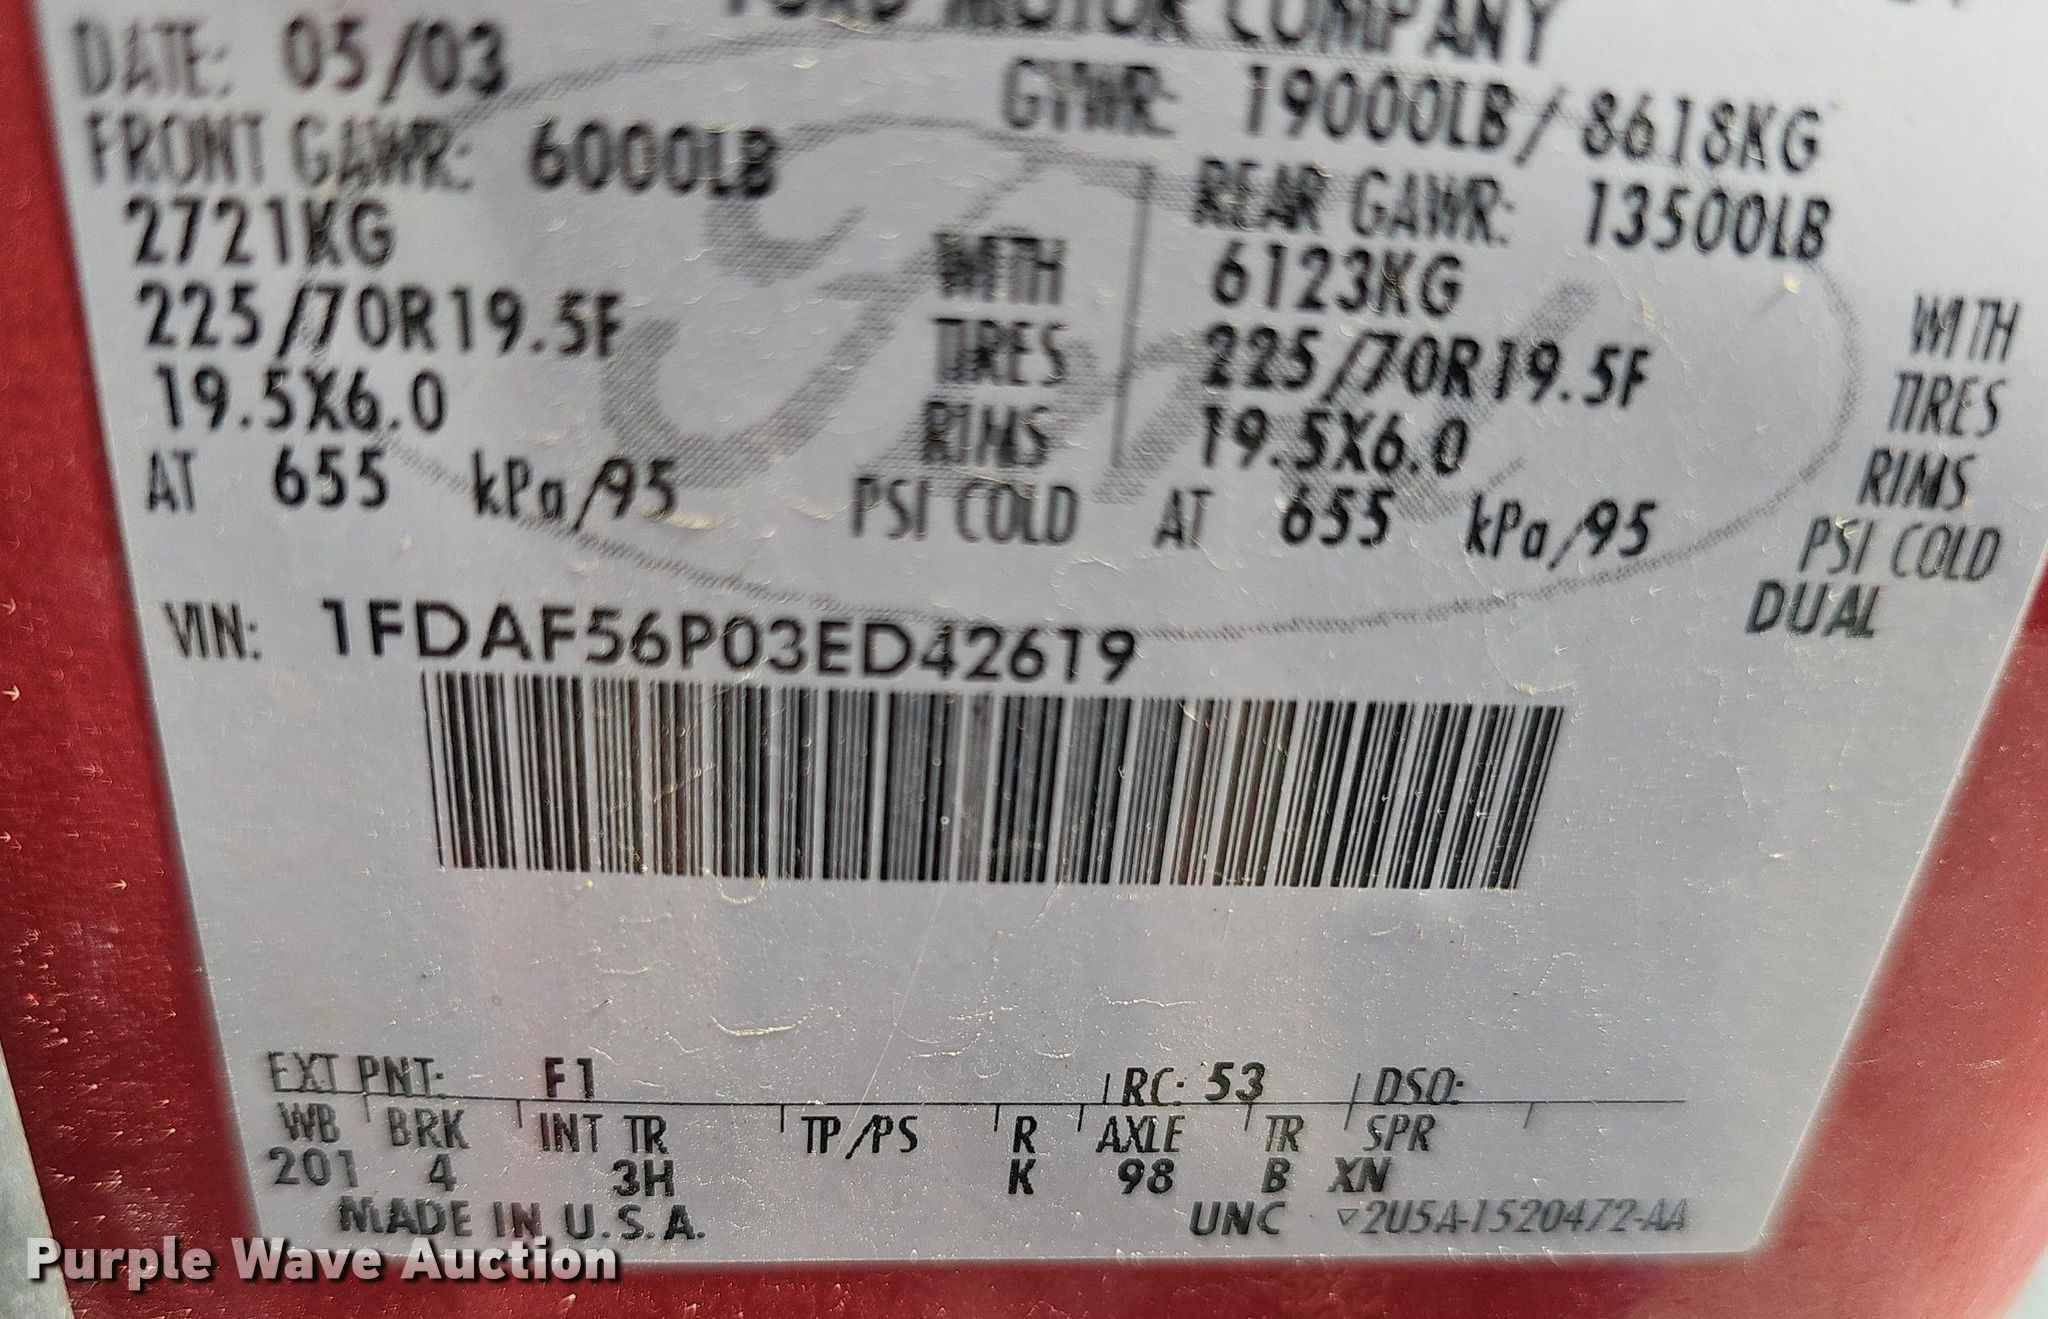 FORD MOTOR COMPANY
DATE: 05/03
GVWR: 19000LB/ 8618KG
FRONT GAWR: 6000LB
REAR GAWR: 13500LB
2721KG WITH 6123KG WITH
225/70R19.5F TIRES 225/70R19.5F TIRES
19.5X6.0 RIMS 19.5X6.0 RIMS
AT 655 kPa/95 PSI COLD AT 655 kPa/95 PSI COLD
DUAL
VIN: 1FDAF56P03ED42619
EXT PNT: F1 RC: 53 DSO:
WB BRK INT TR TP/PS R AXLE TR SPR
201 4 3H K 98 B XN
MADE IN U.S.A. UNC ▽2U5A-1520472-AA
Purple Wave Auction